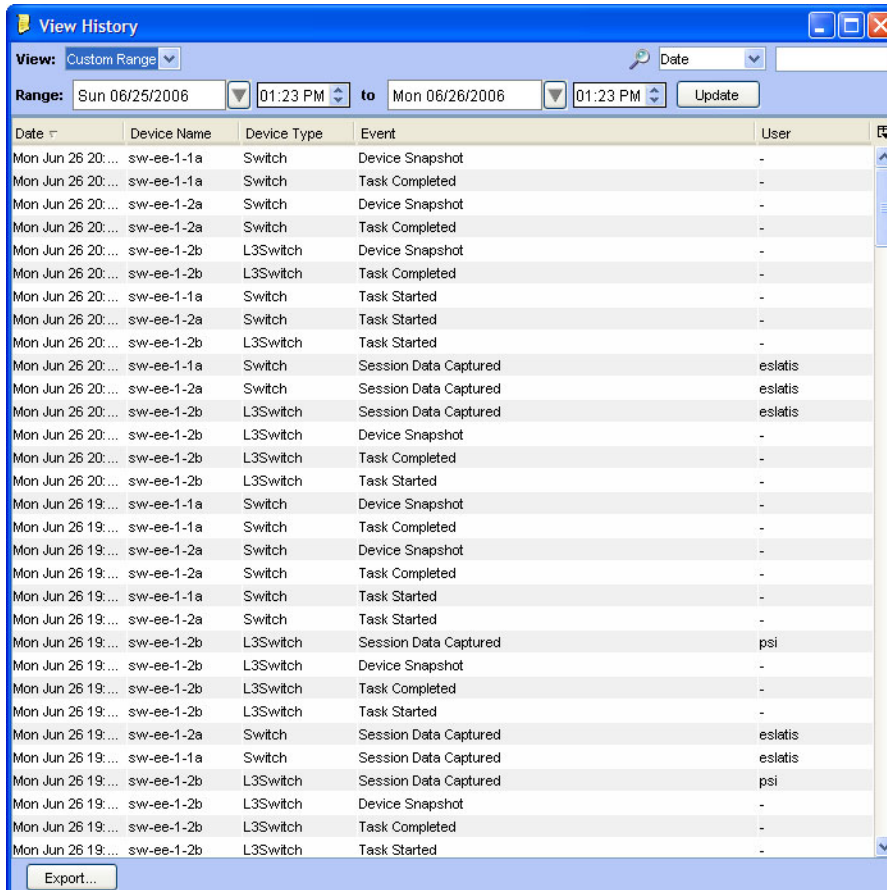 View History
View: Custom Range Date
Range: Sun 06/25/2006 01:23 PM to Mon 06/26/2006 01:23 PM Update
Date Device Name Device Type Event User
Mon Jun 26 20:... sw-ee-1-1a Switch Device Snapshot -
Mon Jun 26 20:... sw-ee-1-1a Switch Task Completed -
Mon Jun 26 20:... sw-ee-1-2a Switch Device Snapshot -
Mon Jun 26 20:... sw-ee-1-2a Switch Task Completed -
Mon Jun 26 20:... sw-ee-1-2b L3Switch Device Snapshot -
Mon Jun 26 20:... sw-ee-1-2b L3Switch Task Completed -
Mon Jun 26 20:... sw-ee-1-1a Switch Task Started -
Mon Jun 26 20:... sw-ee-1-2a Switch Task Started -
Mon Jun 26 20:... sw-ee-1-2b L3Switch Task Started -
Mon Jun 26 20:... sw-ee-1-1a Switch Session Data Captured eslatis
Mon Jun 26 20:... sw-ee-1-2a Switch Session Data Captured eslatis
Mon Jun 26 20:... sw-ee-1-2b L3Switch Session Data Captured eslatis
Mon Jun 26 20:... sw-ee-1-2b L3Switch Device Snapshot -
Mon Jun 26 20:... sw-ee-1-2b L3Switch Task Completed -
Mon Jun 26 20:... sw-ee-1-2b L3Switch Task Started -
Mon Jun 26 19:... sw-ee-1-1a Switch Device Snapshot -
Mon Jun 26 19:... sw-ee-1-1a Switch Task Completed -
Mon Jun 26 19:... sw-ee-1-2a Switch Device Snapshot -
Mon Jun 26 19:... sw-ee-1-2a Switch Task Completed -
Mon Jun 26 19:... sw-ee-1-1a Switch Task Started -
Mon Jun 26 19:... sw-ee-1-2a Switch Task Started -
Mon Jun 26 19:... sw-ee-1-2b L3Switch Session Data Captured psi
Mon Jun 26 19:... sw-ee-1-2b L3Switch Device Snapshot -
Mon Jun 26 19:... sw-ee-1-2b L3Switch Task Completed -
Mon Jun 26 19:... sw-ee-1-2b L3Switch Task Started -
Mon Jun 26 19:... sw-ee-1-2a Switch Session Data Captured eslatis
Mon Jun 26 19:... sw-ee-1-1a Switch Session Data Captured eslatis
Mon Jun 26 19:... sw-ee-1-2b L3Switch Session Data Captured psi
Mon Jun 26 19:... sw-ee-1-2b L3Switch Device Snapshot -
Mon Jun 26 19:... sw-ee-1-2b L3Switch Task Completed -
Mon Jun 26 19:... sw-ee-1-2b L3Switch Task Started -
Export...